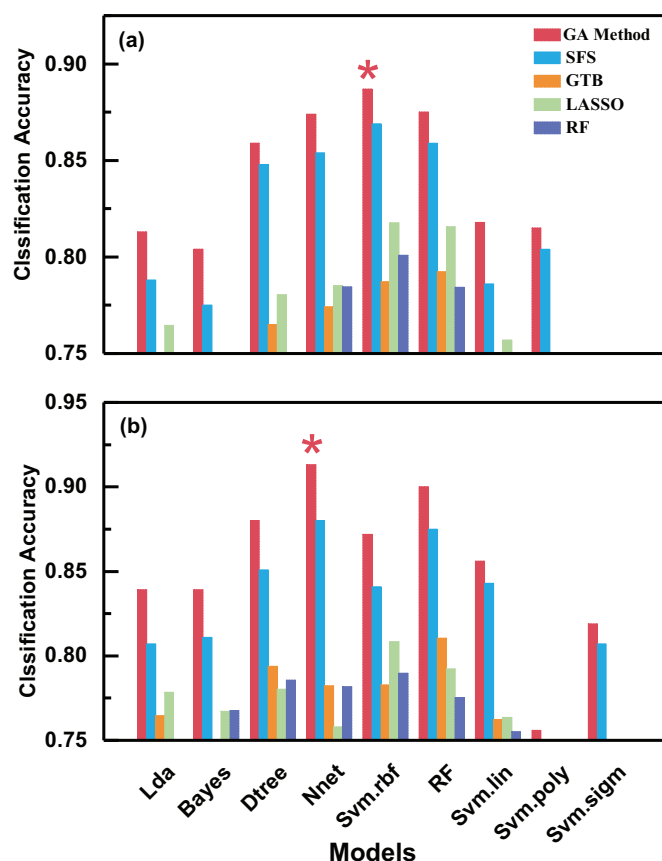 (a)
GA Method
SFS
GTB
LASSO
RF
*
0.90
0.85
0.80
0.75
Clssification Accuracy
(b)
*
0.95
0.90
0.85
0.80
0.75
Clssification Accuracy
Lda
Bayes
Dtree
Nnet
Svm.rbf
RF
Svm.lin
Svm.poly
Svm.sigm
Models